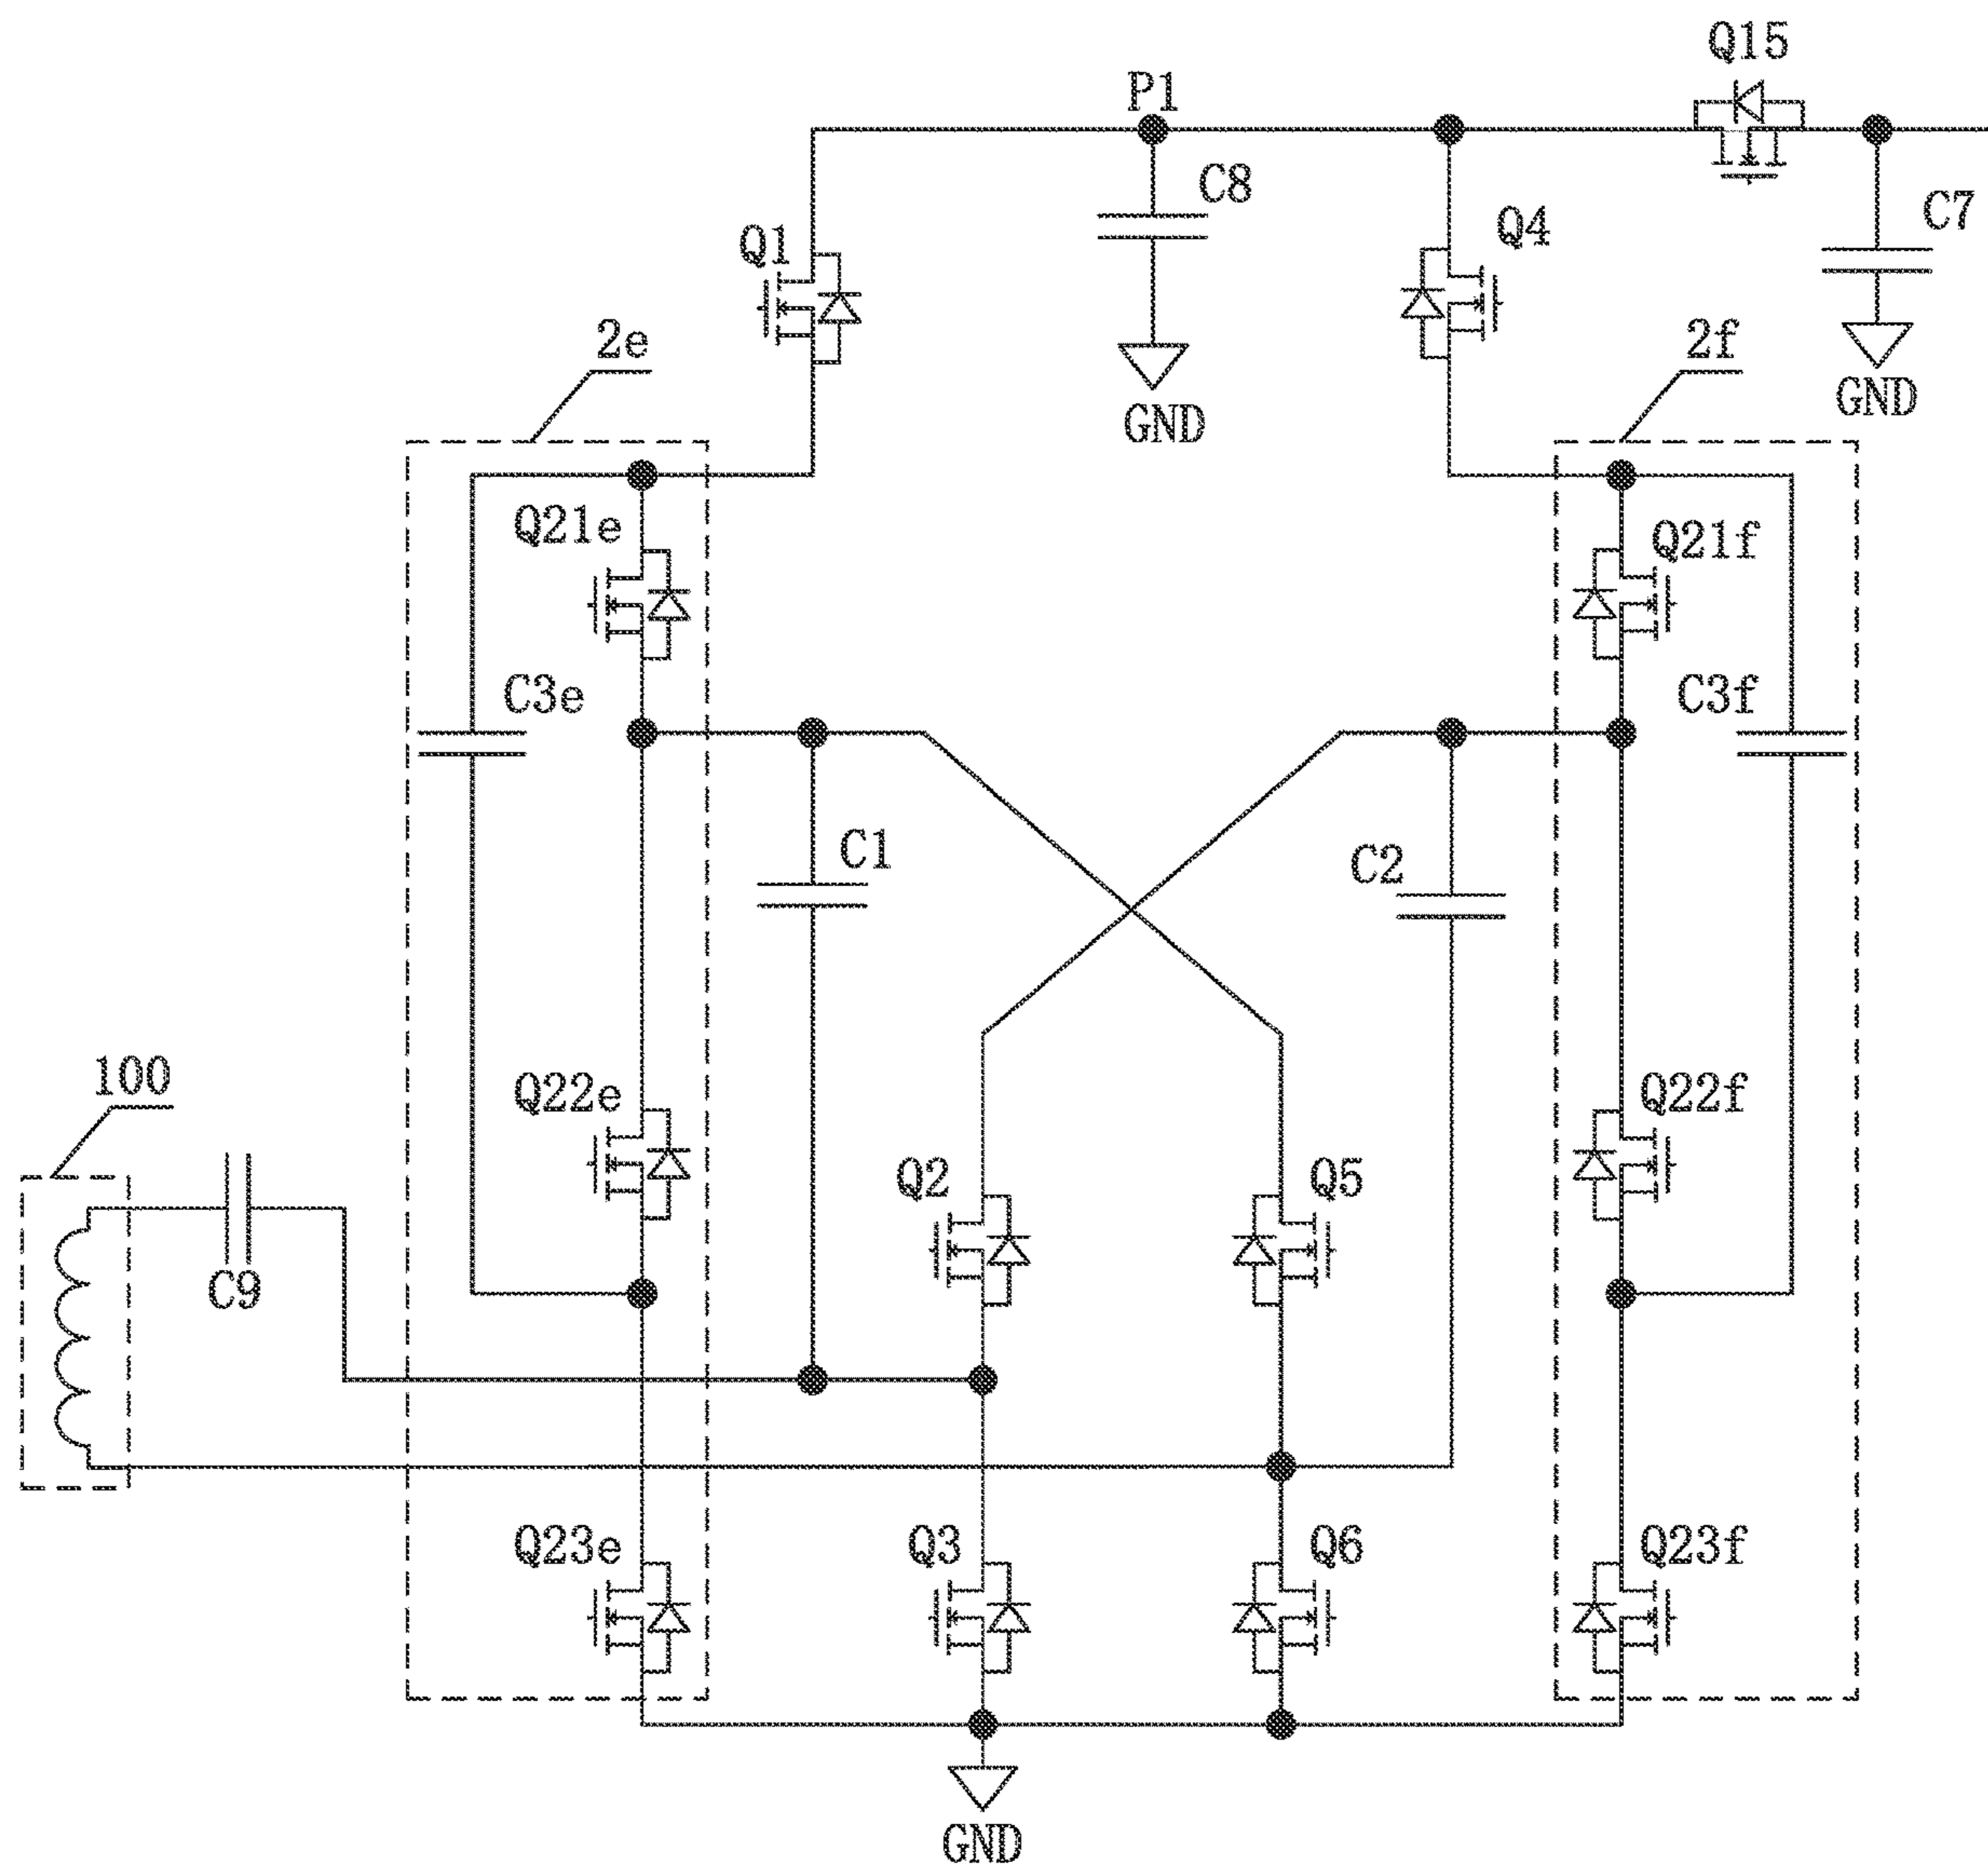 Q15
P1
C8
C7
Q4
Q1
2e
2f
GND
GND
Q21e
Q21f
C3e
C3f
C1
C2
100
Q22e
Q22f
Q2
Q5
C9
Q23e
Q3
Q6
Q23f
GND